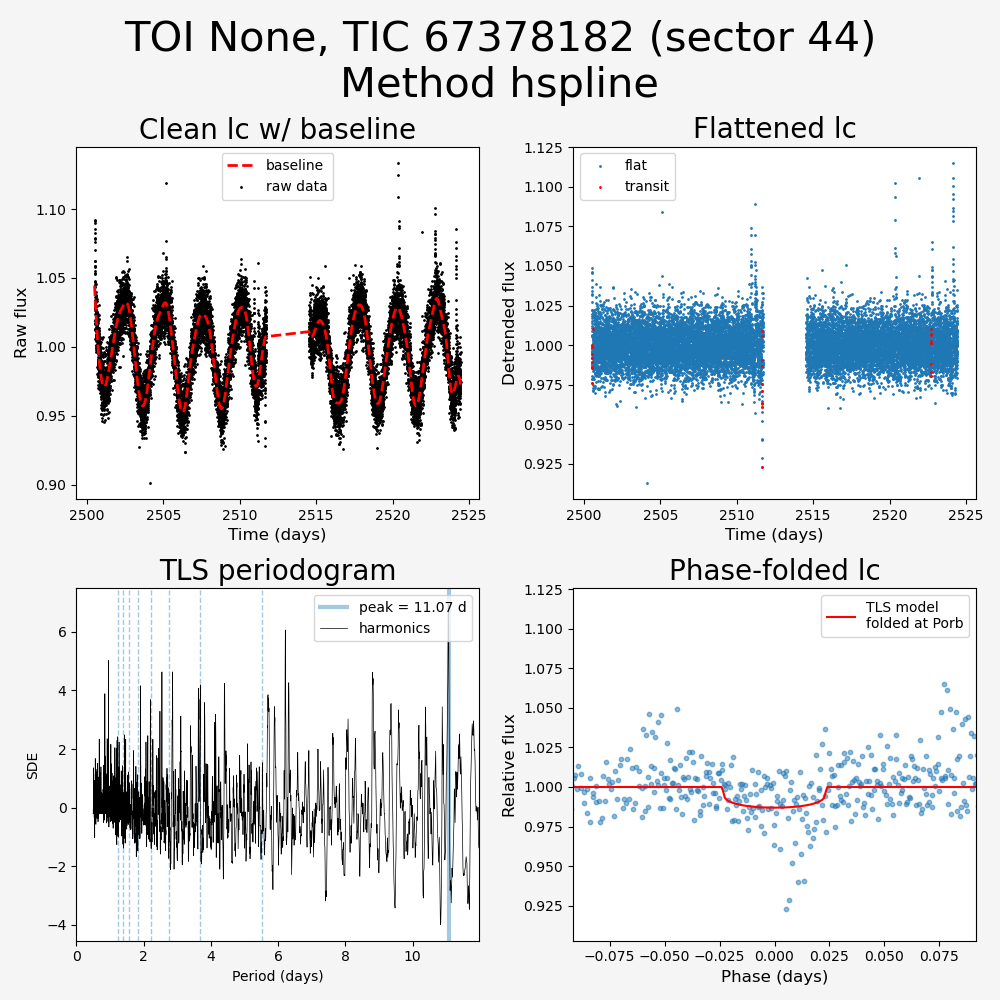 TOI None, TIC 67378182 (sector 44)
Method hspline
Clean lc w/ baseline
baseline
raw data
Raw flux
1.10
1.05
1.00
0.95
0.90
2500
2505
2510
2515
2520
2525
Time (days)
Flattened lc
flat
transit
Detrended flux
1.125
1.100
1.075
1.050
1.025
1.000
0.975
0.950
0.925
2500
2505
2510
2515
2520
2525
Time (days)
TLS periodogram
peak = 11.07 d
harmonics
SDE
6
4
2
0
−2
−4
0
2
4
6
8
10
Period (days)
Phase-folded lc
TLS model
folded at Porb
Relative flux
1.125
1.100
1.075
1.050
1.025
1.000
0.975
0.950
0.925
−0.075
−0.050
−0.025
0.000
0.025
0.050
0.075
Phase (days)